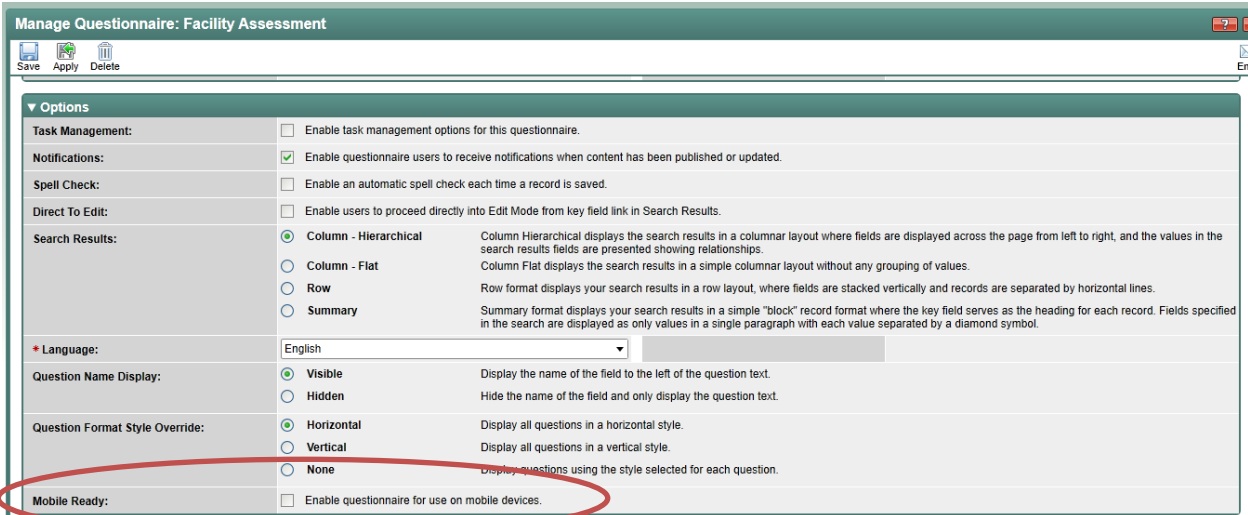 Manage Questionnaire: Facility Assessment
?
Save Apply Delete
▼ Options
Task Management: Enable task management options for this questionnaire.
Notifications: Enable questionnaire users to receive notifications when content has been published or updated.
Spell Check: Enable an automatic spell check each time a record is saved.
Direct To Edit: Enable users to proceed directly into Edit Mode from key field link in Search Results.
Search Results: Column - Hierarchical Column Hierarchical displays the search results in a columnar layout where fields are displayed across the page from left to right, and the values in the
search results fields are presented showing relationships.
Column - Flat Column Flat displays the search results in a simple columnar layout without any grouping of values.
Row Row format displays your search results in a row layout, where fields are stacked vertically and records are separated by horizontal lines.
Summary Summary format displays your search results in a simple "block" record format where the key field serves as the heading for each record. Fields specified
in the search are displayed as only values in a single paragraph with each value separated by a diamond symbol.
* Language: English
Question Name Display: Visible Display the name of the field to the left of the question text.
Hidden Hide the name of the field and only display the question text.
Question Format Style Override: Horizontal Display all questions in a horizontal style.
Vertical Display all questions in a vertical style.
None Display questions using the style selected for each question.
Mobile Ready: Enable questionnaire for use on mobile devices.